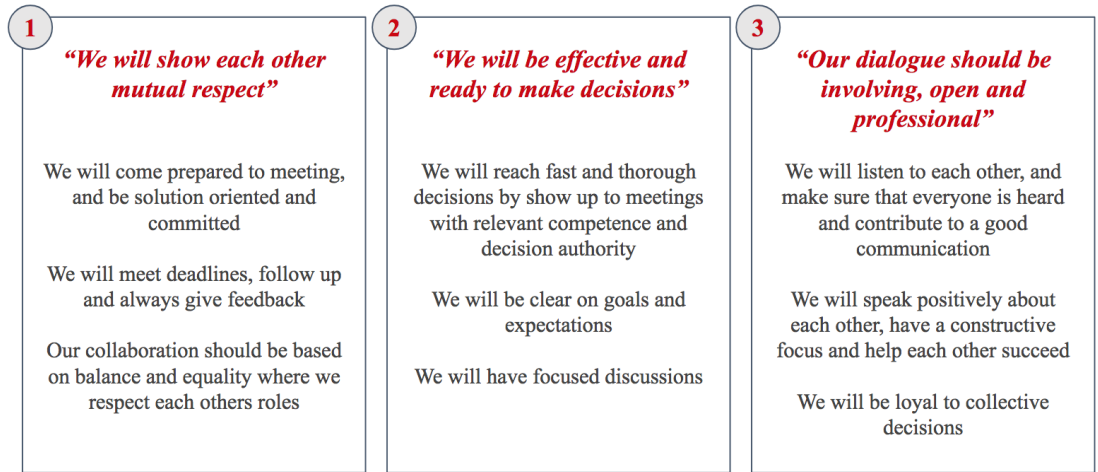 1
“We will show each other
mutual respect”
We will come prepared to meeting,
and be solution oriented and
committed
We will meet deadlines, follow up
and always give feedback
Our collaboration should be based
on balance and equality where we
respect each others roles
2
“We will be effective and
ready to make decisions”
We will reach fast and thorough
decisions by show up to meetings
with relevant competence and
decision authority
We will be clear on goals and
expectations
We will have focused discussions
3
“Our dialogue should be
involving, open and
professional”
We will listen to each other, and
make sure that everyone is heard
and contribute to a good
communication
We will speak positively about
each other, have a constructive
focus and help each other succeed
We will be loyal to collective
decisions